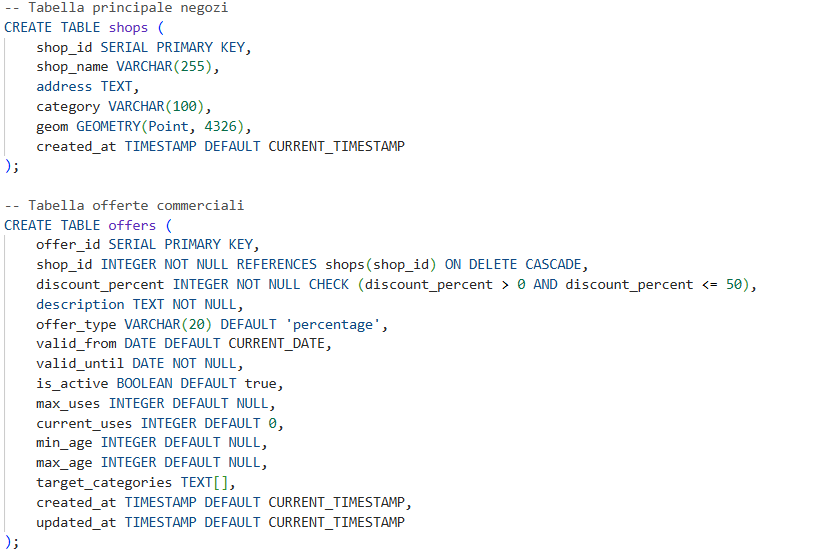 -- Tabella principale negozi
CREATE TABLE shops (
    shop_id SERIAL PRIMARY KEY,
    shop_name VARCHAR(255),
    address TEXT,
    category VARCHAR(100),
    geom GEOMETRY(Point, 4326),
    created_at TIMESTAMP DEFAULT CURRENT_TIMESTAMP
);

-- Tabella offerte commerciali
CREATE TABLE offers (
    offer_id SERIAL PRIMARY KEY,
    shop_id INTEGER NOT NULL REFERENCES shops(shop_id) ON DELETE CASCADE,
    discount_percent INTEGER NOT NULL CHECK (discount_percent > 0 AND discount_percent <= 50),
    description TEXT NOT NULL,
    offer_type VARCHAR(20) DEFAULT 'percentage',
    valid_from DATE DEFAULT CURRENT_DATE,
    valid_until DATE NOT NULL,
    is_active BOOLEAN DEFAULT true,
    max_uses INTEGER DEFAULT NULL,
    current_uses INTEGER DEFAULT 0,
    min_age INTEGER DEFAULT NULL,
    max_age INTEGER DEFAULT NULL,
    target_categories TEXT[],
    created_at TIMESTAMP DEFAULT CURRENT_TIMESTAMP,
    updated_at TIMESTAMP DEFAULT CURRENT_TIMESTAMP
);